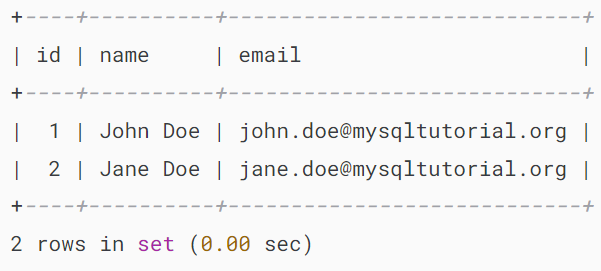 +----+----------+--------------------------+
| id | name     | email                    |
+----+----------+--------------------------+
|  1 | John Doe | john.doe@mysqltutorial.org |
|  2 | Jane Doe | jane.doe@mysqltutorial.org |
+----+----------+--------------------------+
2 rows in set (0.00 sec)